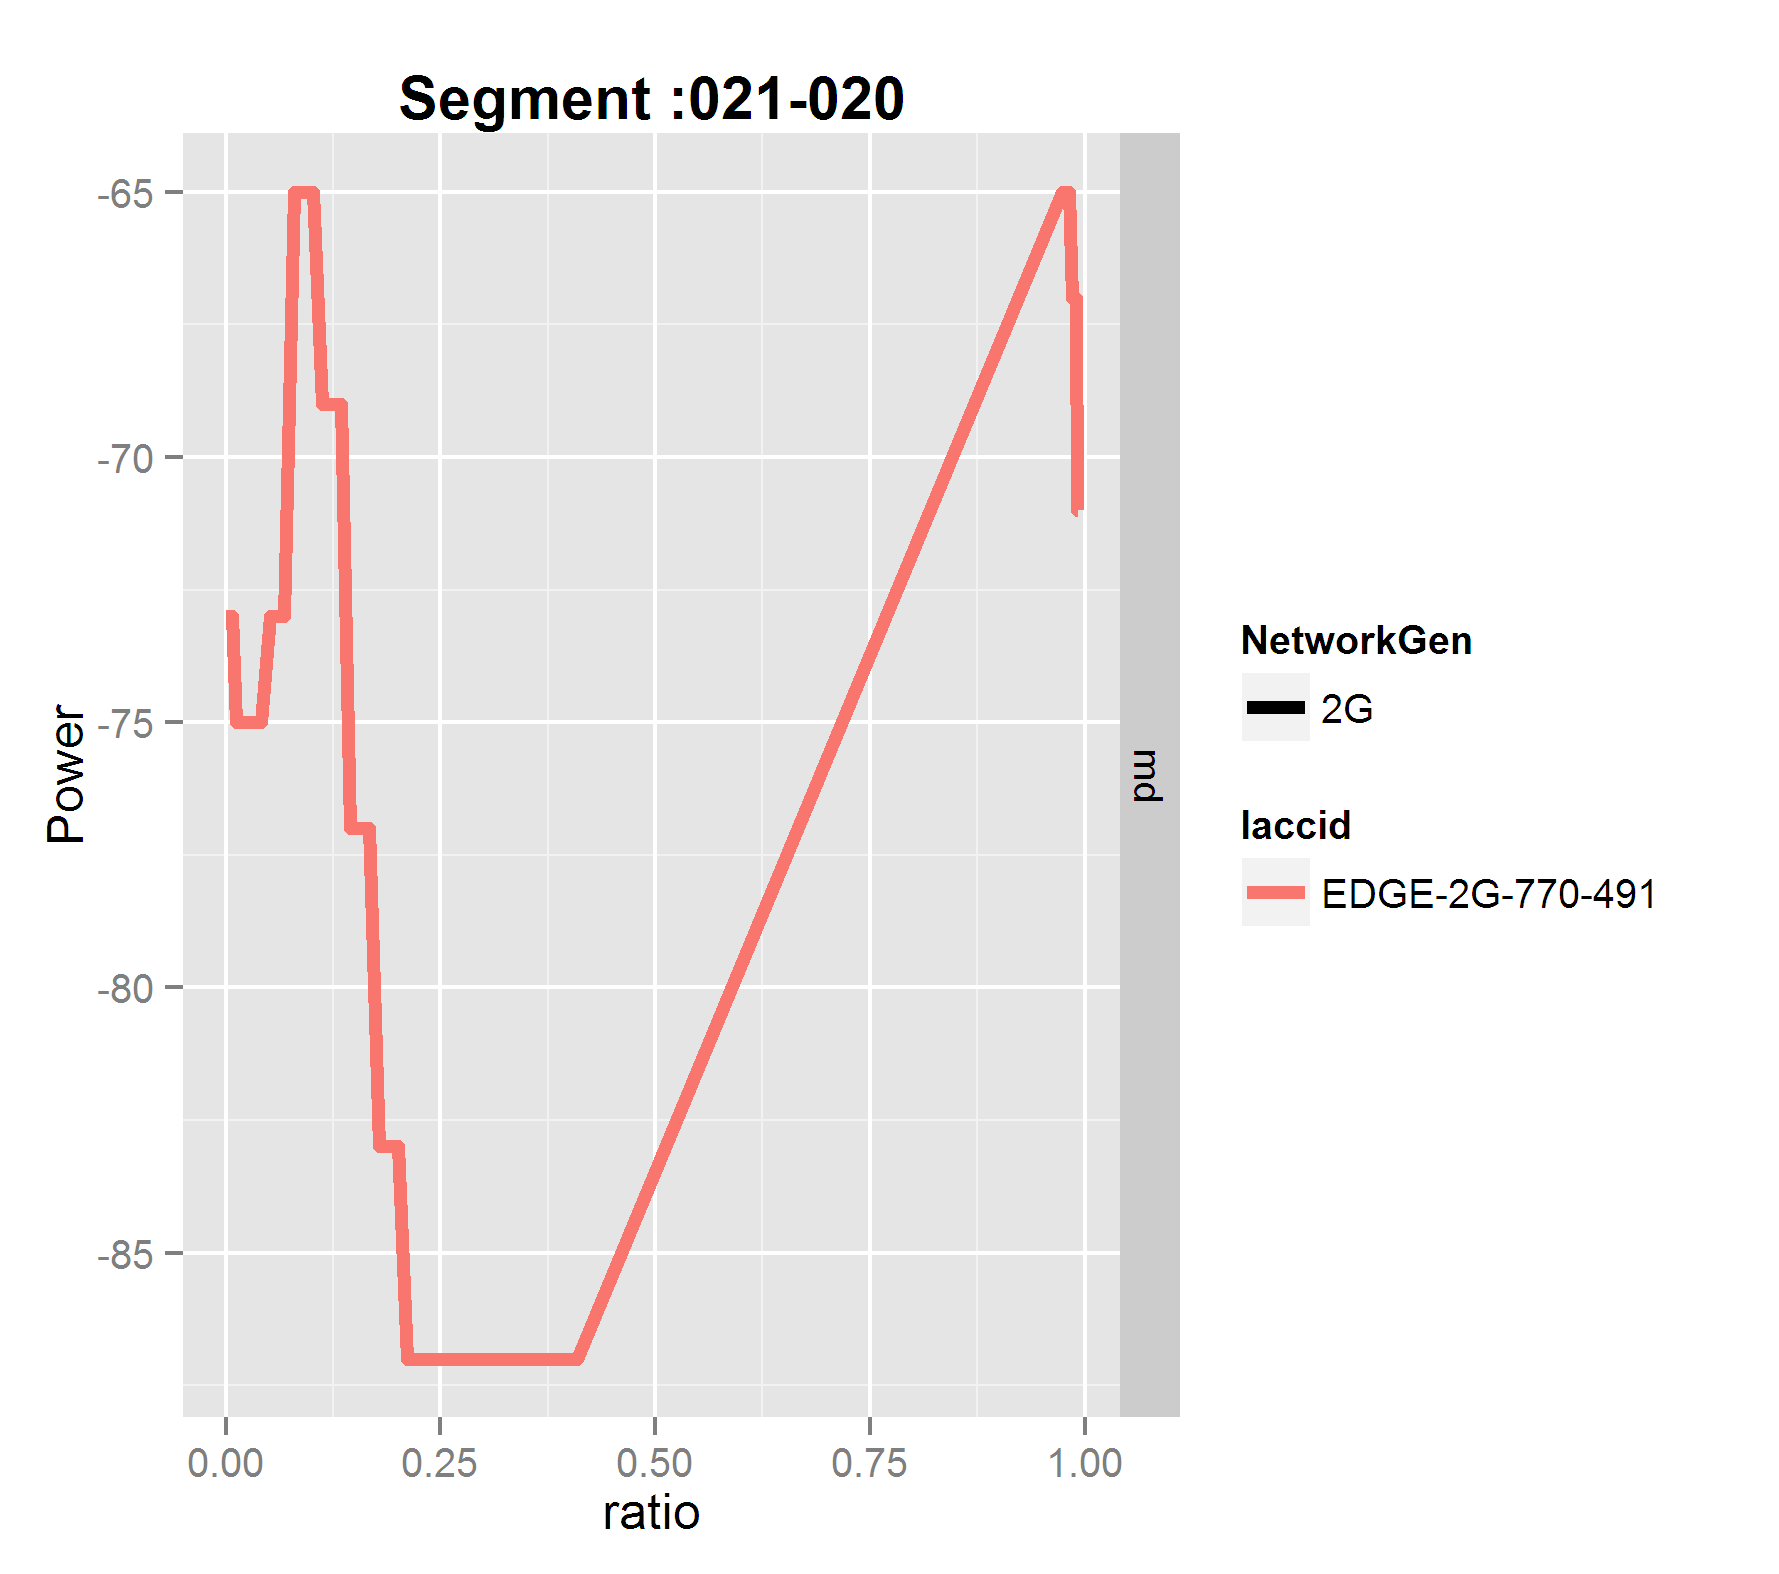 Segment :021-020
-65
-70
-75
-80
-85
Power
md
0.00 0.25 0.50 0.75 1.00
ratio
NetworkGen
2G
laccid
EDGE-2G-770-491